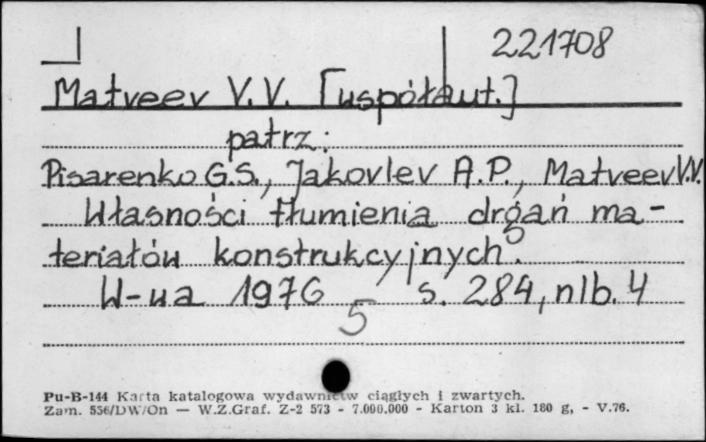 221708
Matveev V.V. [współaut.]
patrz:
Pisarenko G.S., Jakovlev A.P., Matveev V.V.
Własności tłumienia drgań ma-
teriałów konstrukcyjnych.
W-wa 1976 s. 284, nlb. 4
5
Pu-B-144 Karta katalogowa wydawnictw ciągłych i zwartych.
Zam. 556/DW/On — W.Z.Graf. Z-2 573 - 7.000.000 - Karton 3 kl. 180 g, - V.76.